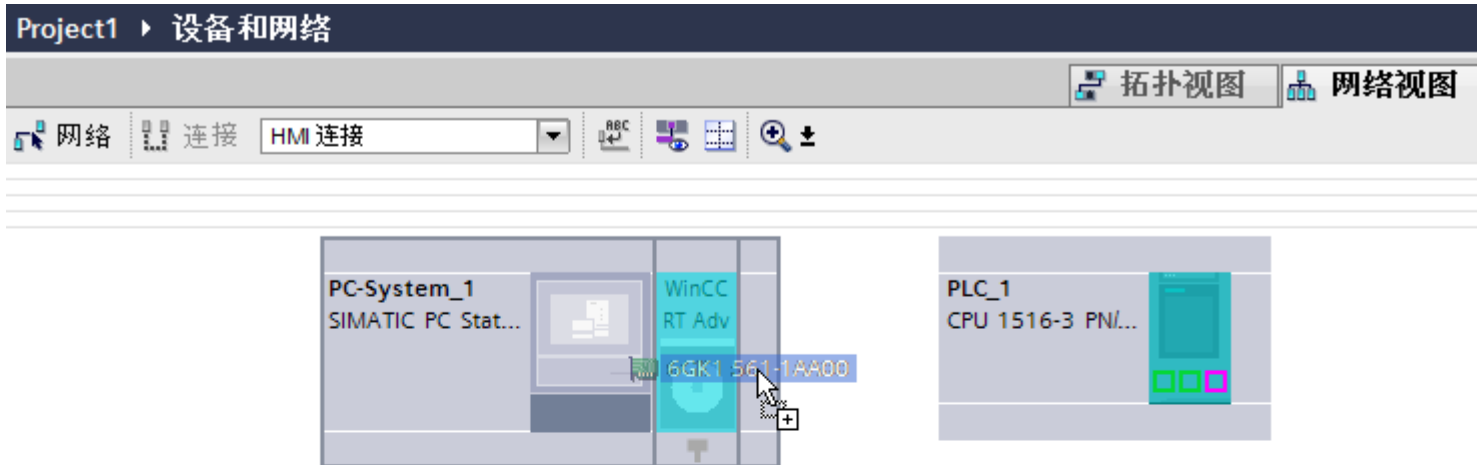 Project1 ▸ 设备和网络
拓扑视图 网络视图
网络 连接 HMI 连接 ABC
PC-System_1
SIMATIC PC Stat...
WinCC
RT Adv
6GK1 561-1AA00
PLC_1
CPU 1516-3 PN/...